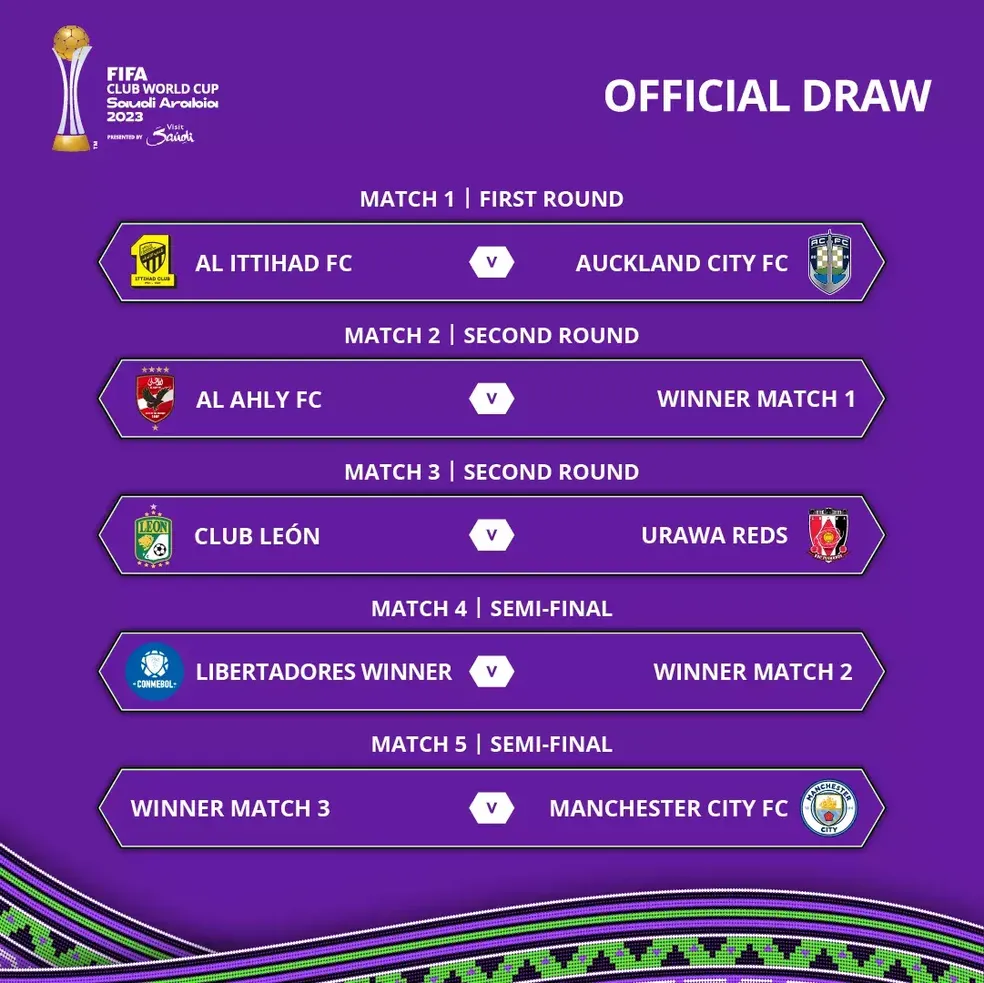 FIFA
CLUB WORLD CUP
Saudi Arabia
2023
PRESENTED BY Visit Saudi
TM
OFFICIAL DRAW
MATCH 1 | FIRST ROUND
ITTIHAD CLUB
AL ITTIHAD FC
V
AUCKLAND CITY FC
ACFC
MATCH 2 | SECOND ROUND
AL AHLY FC
V
WINNER MATCH 1
MATCH 3 | SECOND ROUND
LEON
CLUB LEÓN
V
URAWA REDS
MATCH 4 | SEMI-FINAL
CONMEBOL
LIBERTADORES WINNER
V
WINNER MATCH 2
MATCH 5 | SEMI-FINAL
WINNER MATCH 3
V
MANCHESTER CITY FC
MANCHESTER
CITY